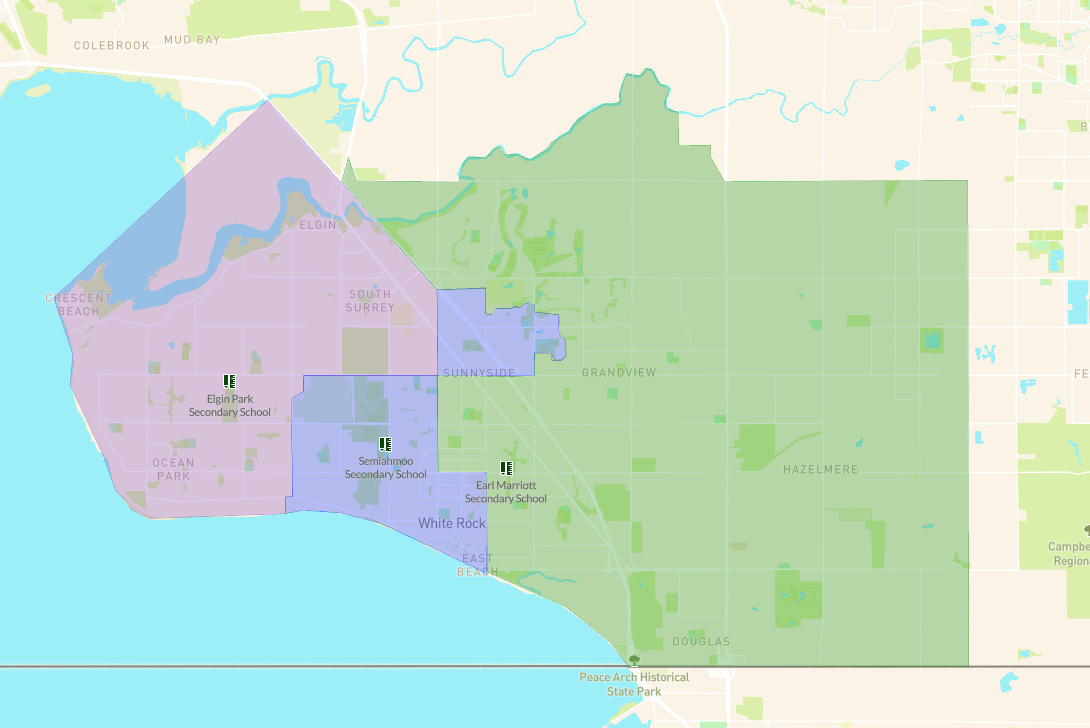 COLEBROOK
MUD BAY
B
ELGIN
CRESCENT
BEACH
SOUTH
SURREY
SUNNYSIDE
GRANDVIEW
FE
Elgin Park
Secondary School
Semiahmoo
Secondary School
OCEAN
PARK
HAZELMERE
Earl Marriott
Secondary School
White Rock
Campbe
Regiona
EAST
BEACH
DOUGLAS
Peace Arch Historical
State Park